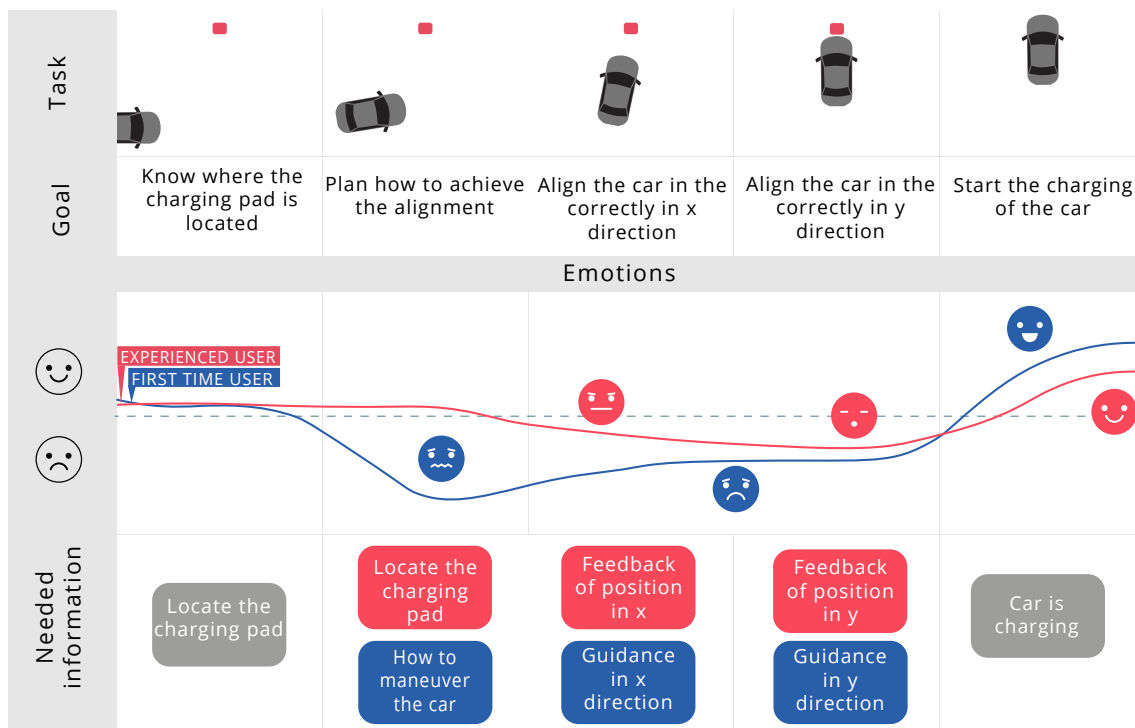 Task
Goal
Know where the
charging pad is
located
Plan how to achieve
the alignment
Align the car in the
correctly in x
direction
Align the car in the
correctly in y
direction
Start the charging
of the car
Emotions
EXPERIENCED USER
FIRST TIME USER
Needed
information
Locate the
charging pad
Locate the
charging
pad
How to
maneuver
the car
Feedback
of position
in x
Guidance
in x
direction
Feedback
of position
in y
Guidance
in y
direction
Car is
charging